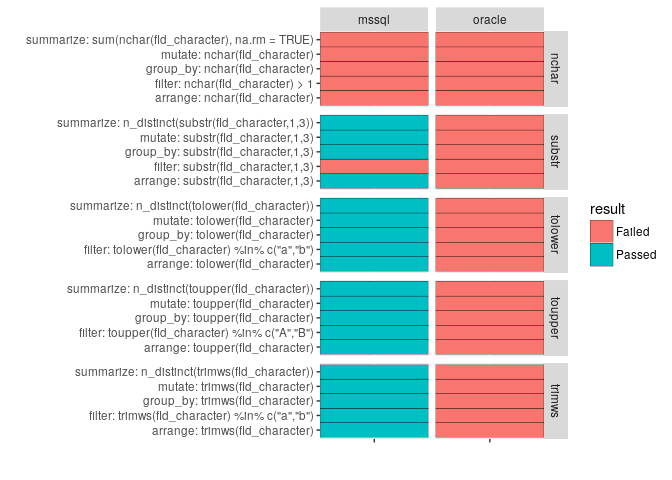 mssql oracle
summarize: sum(nchar(fld_character), na.rm = TRUE)
mutate: nchar(fld_character)
group_by: nchar(fld_character)
filter: nchar(fld_character) > 1
arrange: nchar(fld_character)
nchar
summarize: n_distinct(substr(fld_character,1,3))
mutate: substr(fld_character,1,3)
group_by: substr(fld_character,1,3)
filter: substr(fld_character,1,3)
arrange: substr(fld_character,1,3)
substr
summarize: n_distinct(tolower(fld_character))
mutate: tolower(fld_character)
group_by: tolower(fld_character)
filter: tolower(fld_character) %in% c("a","b")
arrange: tolower(fld_character)
tolower
summarize: n_distinct(toupper(fld_character))
mutate: toupper(fld_character)
group_by: toupper(fld_character)
filter: toupper(fld_character) %in% c("A","B")
arrange: toupper(fld_character)
toupper
summarize: n_distinct(trimws(fld_character))
mutate: trimws(fld_character)
group_by: trimws(fld_character)
filter: trimws(fld_character) %in% c("a","b")
arrange: trimws(fld_character)
trimws
result
Failed
Passed